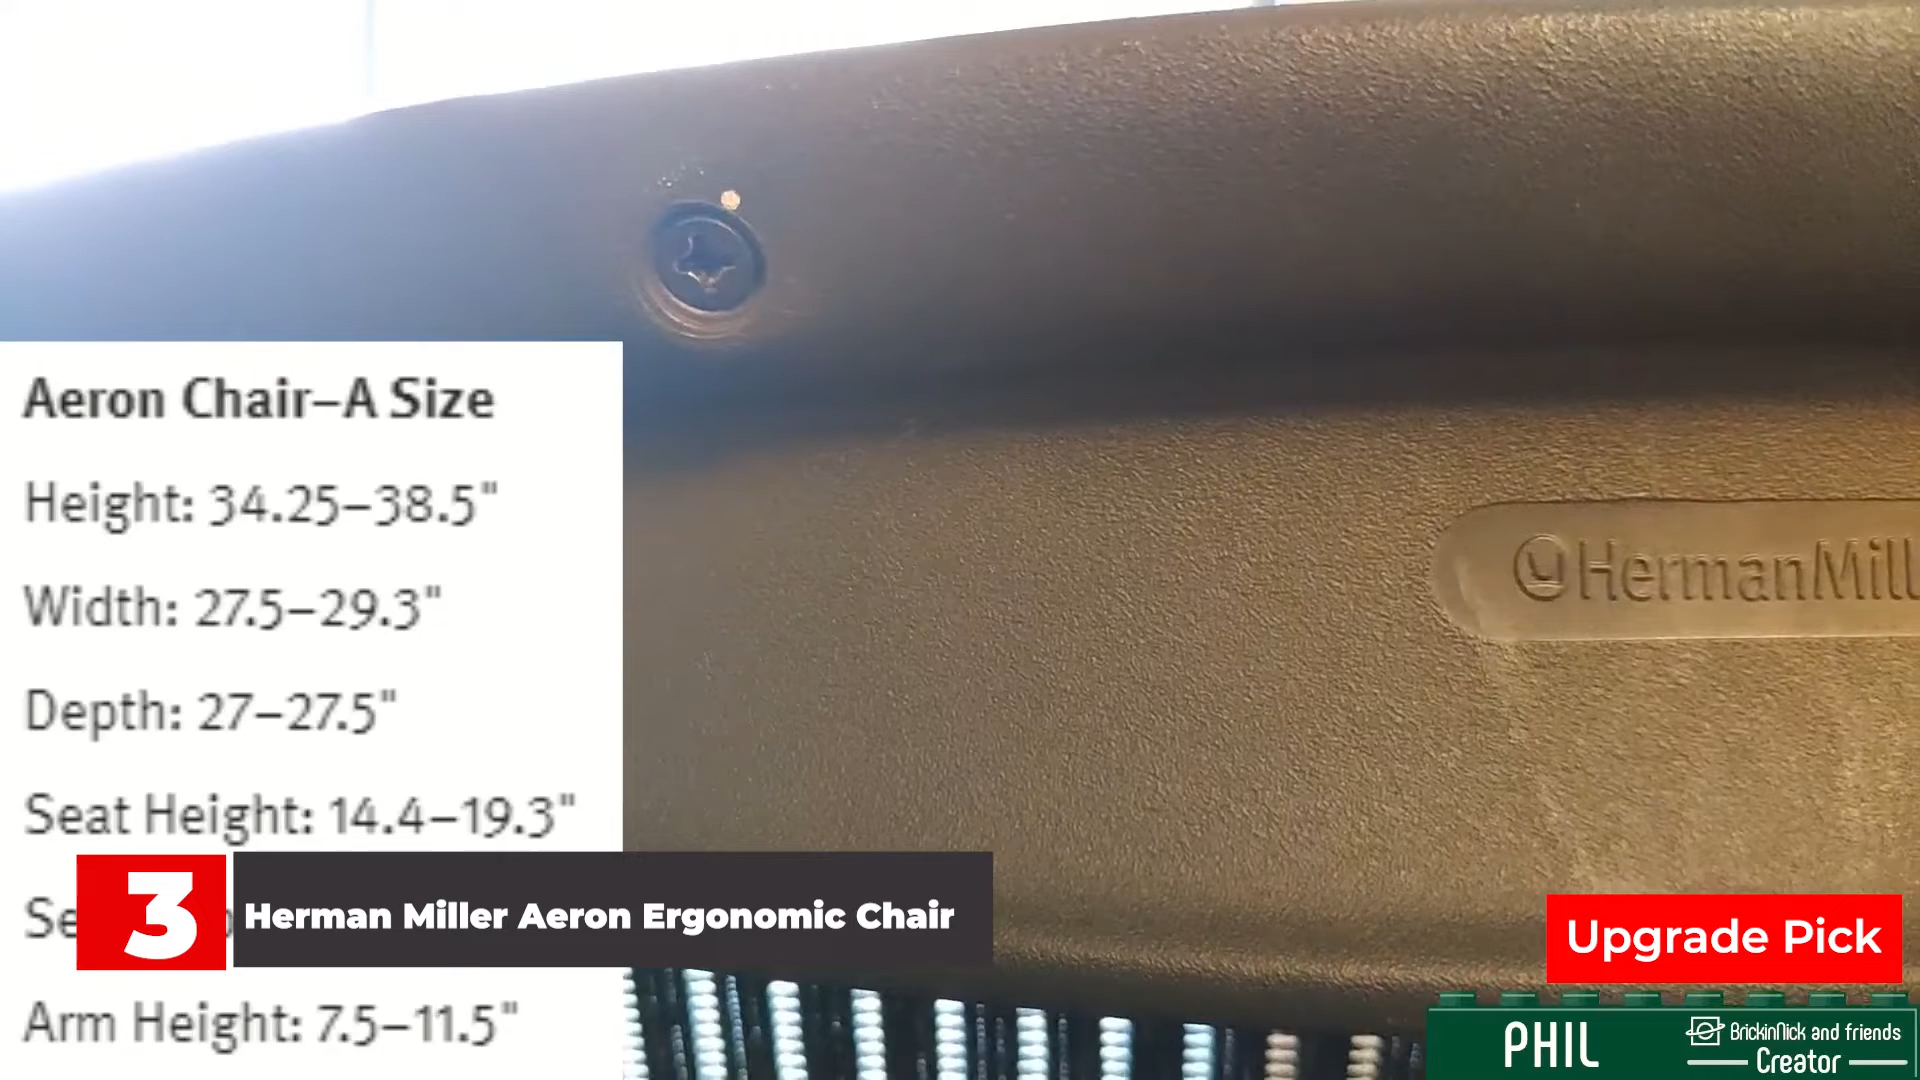 Aeron Chair–A Size
Height: 34.25–38.5"
Width: 27.5–29.3"
Depth: 27–27.5"
Seat Height: 14.4–19.3"
3
Herman Miller Aeron Ergonomic Chair
Arm Height: 7.5–11.5"
HermanMill
Upgrade Pick
PHIL
BrickinNick and friends
Creator